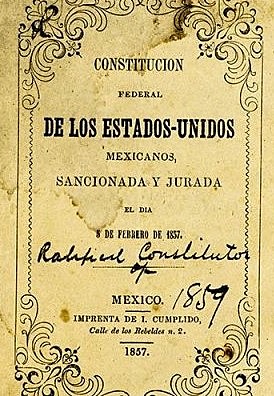 CONSTITUCION
FEDERAL
DE LOS ESTADOS-UNIDOS
MEXICANOS,
SANCIONADA Y JURADA
EL DIA
5 DE FEBRERO DE 1857.
Ratified Constitution
of
MEXICO. 1859
IMPRENTA DE I. CUMPLIDO,
Calle de los Rebeldes n. 2.
1857.